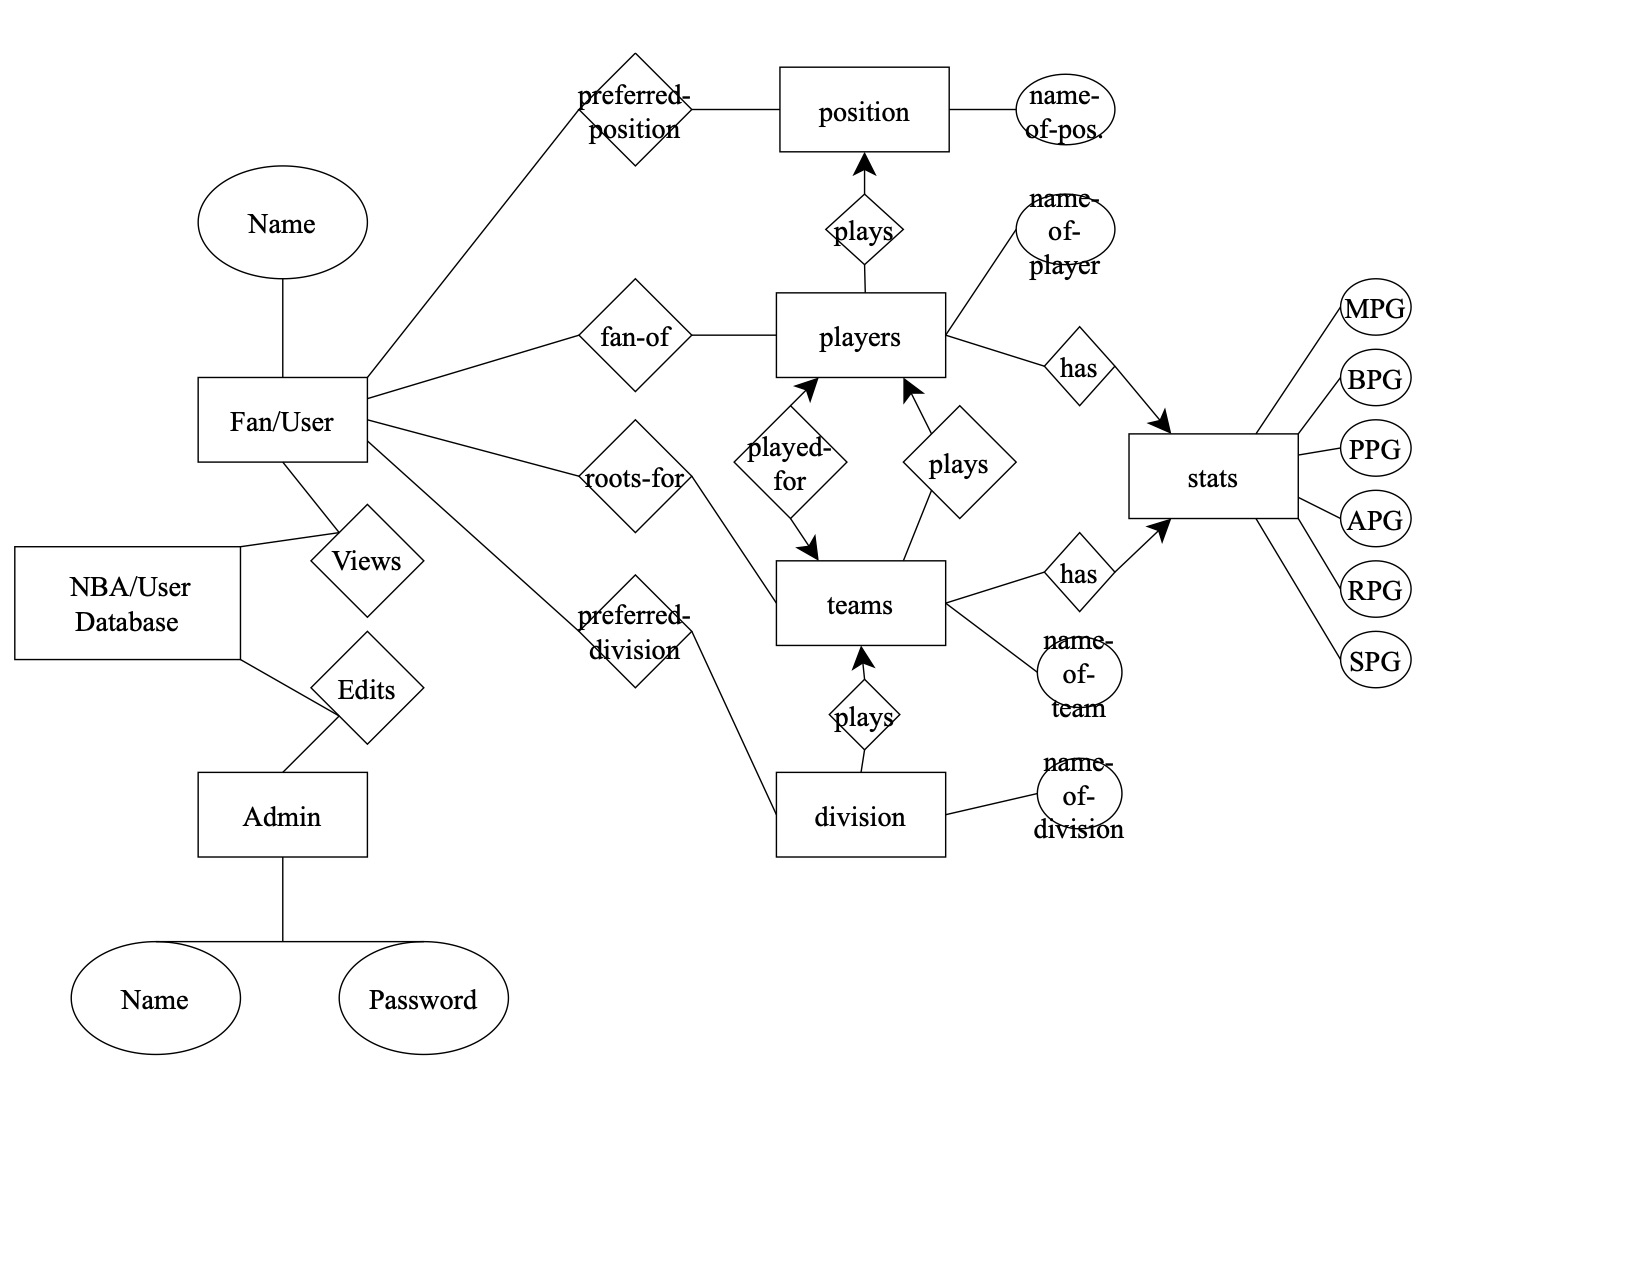 preferred-
position
position
name-
of-pos.
Name
plays
name-
of-
player
MPG
fan-of
players
has
BPG
Fan/User
played-
for
plays
PPG
roots-for
stats
APG
Views
has
RPG
NBA/User
Database
teams
preferred-
division
name-
of-
team
SPG
Edits
plays
name-
of-
division
Admin
division
Name
Password